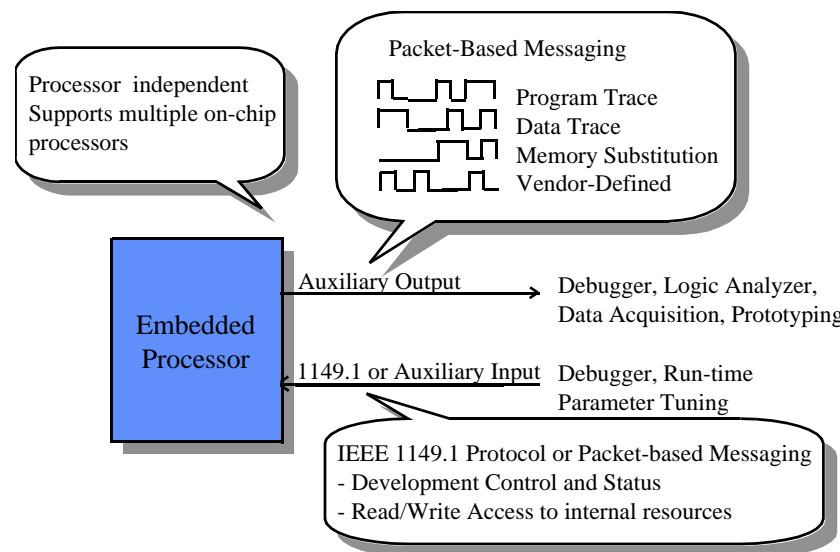 Packet-Based Messaging
Program Trace
Data Trace
Memory Substitution
Vendor-Defined
Processor independent
Supports multiple on-chip
processors
Auxiliary Output
Debugger, Logic Analyzer,
Data Acquisition, Prototyping
Embedded
Processor
1149.1 or Auxiliary Input
Debugger, Run-time
Parameter Tuning
IEEE 1149.1 Protocol or Packet-based Messaging
- Development Control and Status
- Read/Write Access to internal resources